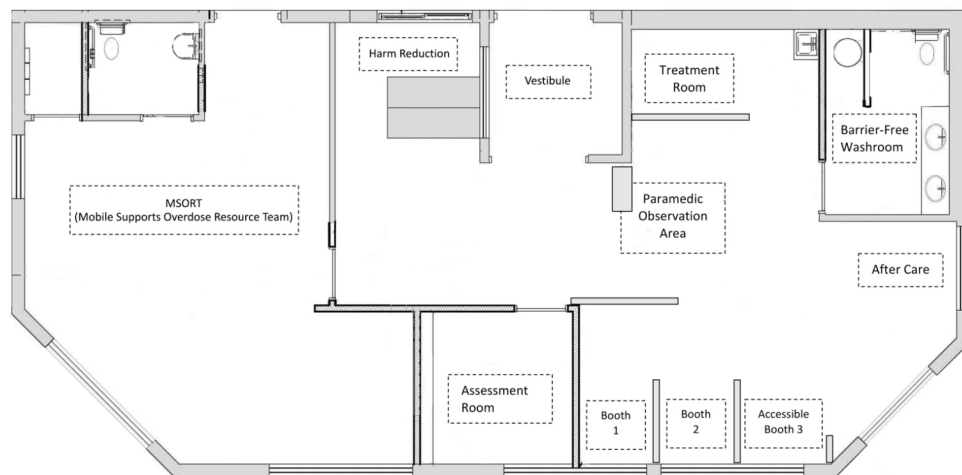 Harm Reduction
Vestibule
Treatment
Room
Barrier-Free
Washroom
MSORT
(Mobile Supports Overdose Resource Team)
Paramedic
Observation
Area
After Care
Assessment
Room
Booth
1
Booth
2
Accessible
Booth 3